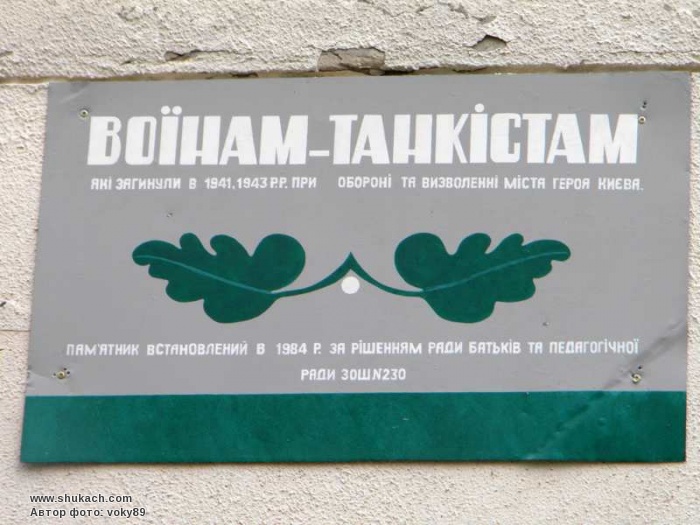 ВОЇНАМ-ТАНКІСТАМ
ЯКІ ЗАГИНУЛИ В 1941,1943 Р.Р. ПРИ ОБОРОНІ ТА ВИЗВОЛЕННІ МІСТА ГЕРОЯ КИЄВА.
ПАМ'ЯТНИК ВСТАНОВЛЕНИЙ В 1984 Р. ЗА РІШЕННЯМ РАДИ БАТЬКІВ ТА ПЕДАГОГІЧНОЇ
РАДИ ЗОШ.N230
www.shukach.com
Автор фото: voky89